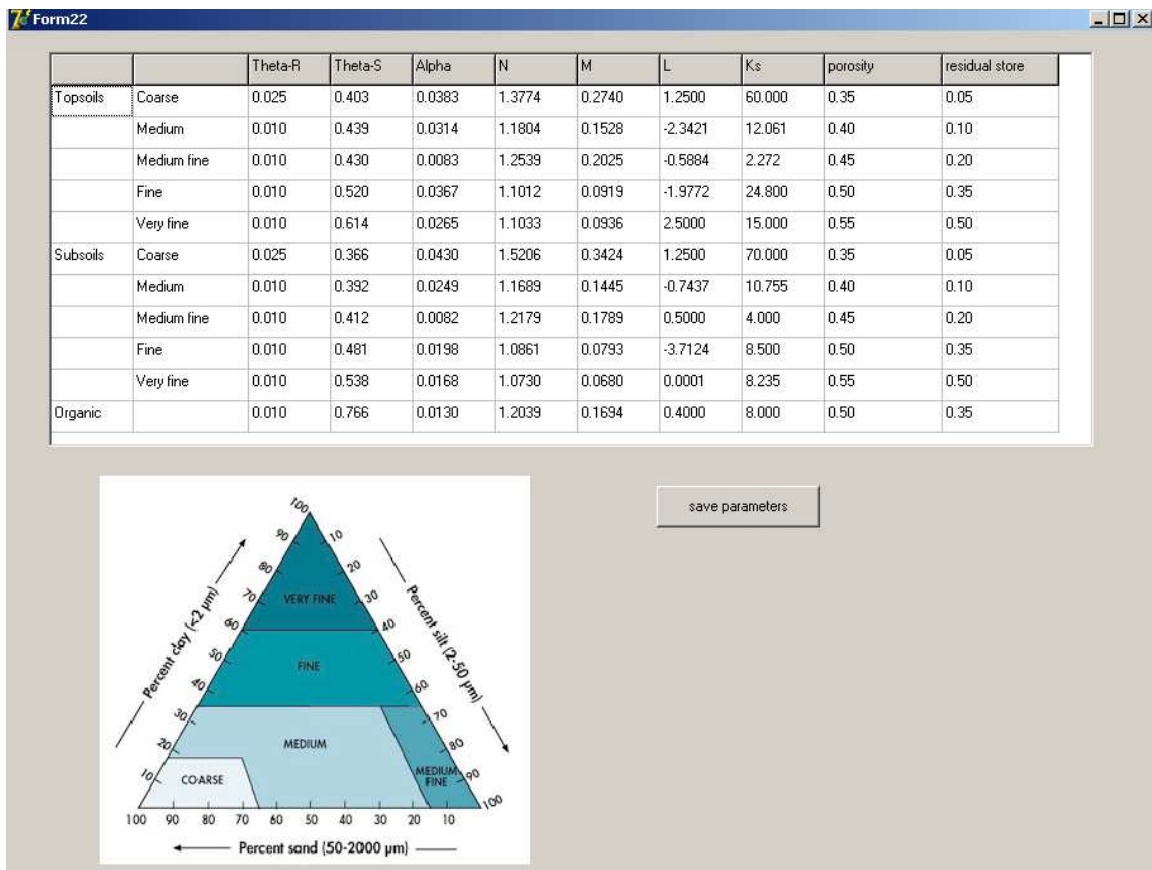 Form22
Theta-R Theta-S Alpha N M L Ks porosity residual store
Topsoils Coarse 0.025 0.403 0.0383 1.3774 0.2740 1.2500 60.000 0.35 0.05
Medium 0.010 0.439 0.0314 1.1804 0.1528 -2.3421 12.061 0.40 0.10
Medium fine 0.010 0.430 0.0083 1.2539 0.2025 -0.5884 2.272 0.45 0.20
Fine 0.010 0.520 0.0367 1.1012 0.0919 -1.9772 24.800 0.50 0.35
Very fine 0.010 0.614 0.0265 1.1033 0.0936 2.5000 15.000 0.55 0.50
Subsoils Coarse 0.025 0.366 0.0430 1.5206 0.3424 1.2500 70.000 0.35 0.05
Medium 0.010 0.392 0.0249 1.1689 0.1445 -0.7437 10.755 0.40 0.10
Medium fine 0.010 0.412 0.0082 1.2179 0.1789 0.5000 4.000 0.45 0.20
Fine 0.010 0.481 0.0198 1.0861 0.0793 -3.7124 8.500 0.50 0.35
Very fine 0.010 0.538 0.0168 1.0730 0.0680 0.0001 8.235 0.55 0.50
Organic 0.010 0.766 0.0130 1.2039 0.1694 0.4000 8.000 0.50 0.35
save parameters
100
90 10
80 20
70 VERY FINE 30
60 40
50 FINE 50
40 60
30 70
20 MEDIUM 80
10 COARSE MEDIUM FINE 90
100
100 90 80 70 60 50 40 30 20 10
Percent clay (<2 µm)
Percent silt (2-50 µm)
Percent sand (50-2000 µm)